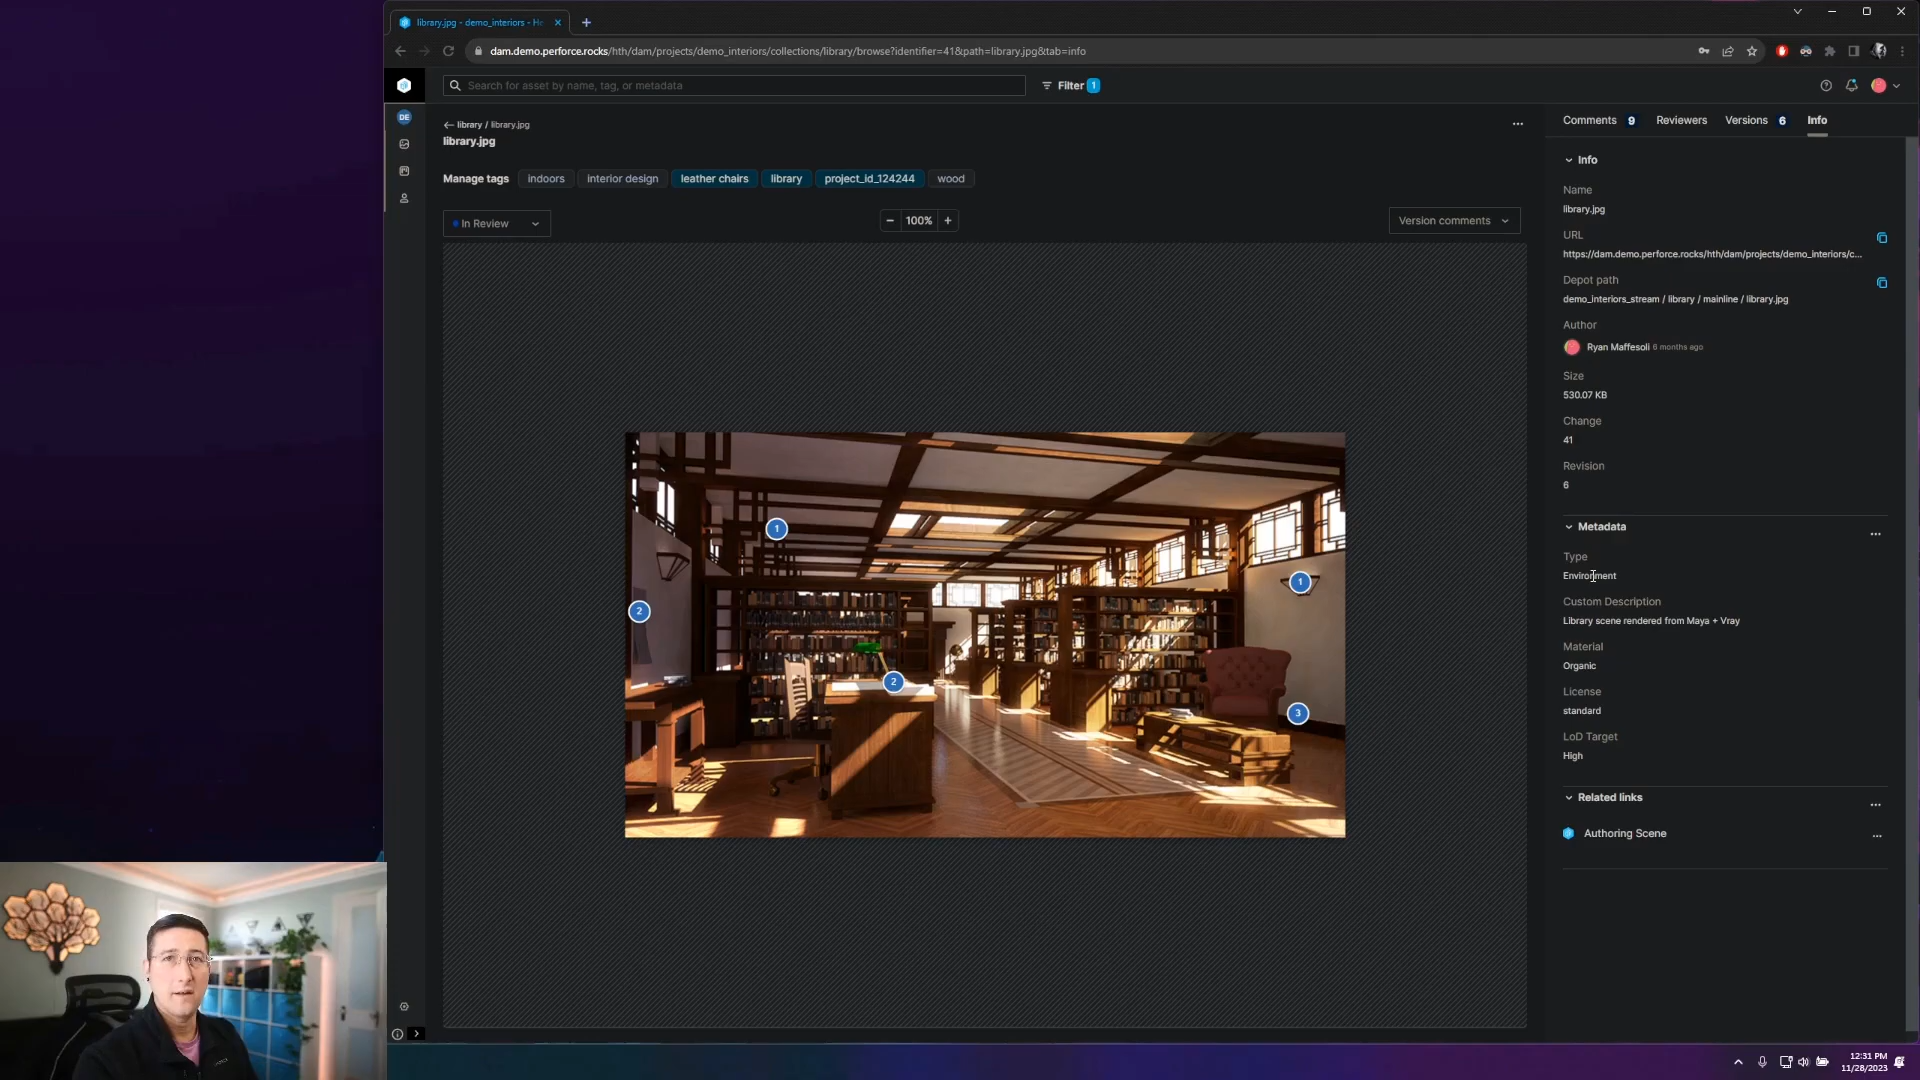 library.jpg - demo_interiors - He
dam.demo.perforce.rocks/hth/dam/projects/demo_interiors/collections/library/browse?identifier=41&path=library.jpg&tab=info
Search for asset by name, tag, or metadata
Filter 1
DE
library / library.jpg
library.jpg
Manage tags indoors interior design leather chairs library project_id_124244 wood
In Review
100%
Version comments
1
2
2
1
3
Comments 9 Reviewers Versions 6 Info
Info
Name
library.jpg
URL
https://dam.demo.perforce.rocks/hth/dam/projects/demo_interiors/c...
Depot path
demo_interiors_stream / library / mainline / library.jpg
Author
Ryan Maffesoli 6 months ago
Size
530.07 KB
Change
41
Revision
6
Metadata
Type
Environment
Custom Description
Library scene rendered from Maya + Vray
Material
Organic
License
standard
LoD Target
High
Related links
Authoring Scene
12:31 PM
11/28/2023